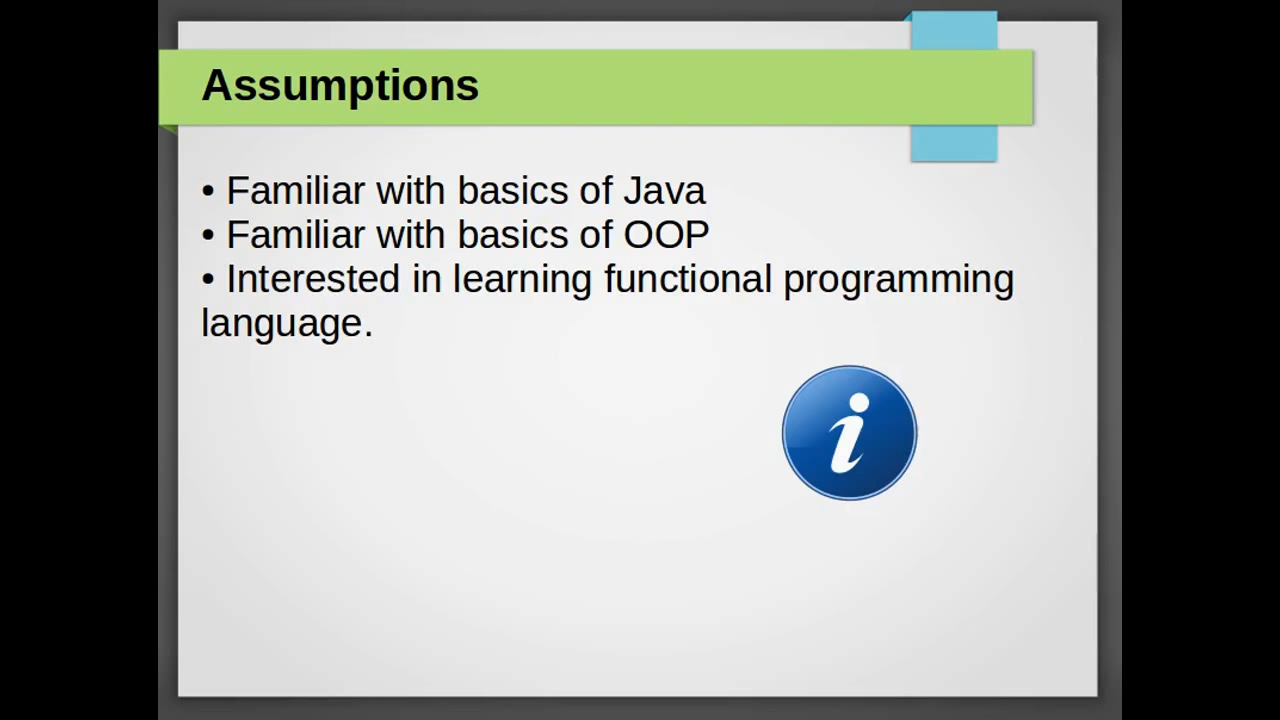 Assumptions
• Familiar with basics of Java
• Familiar with basics of OOP
• Interested in learning functional programming
language.
i